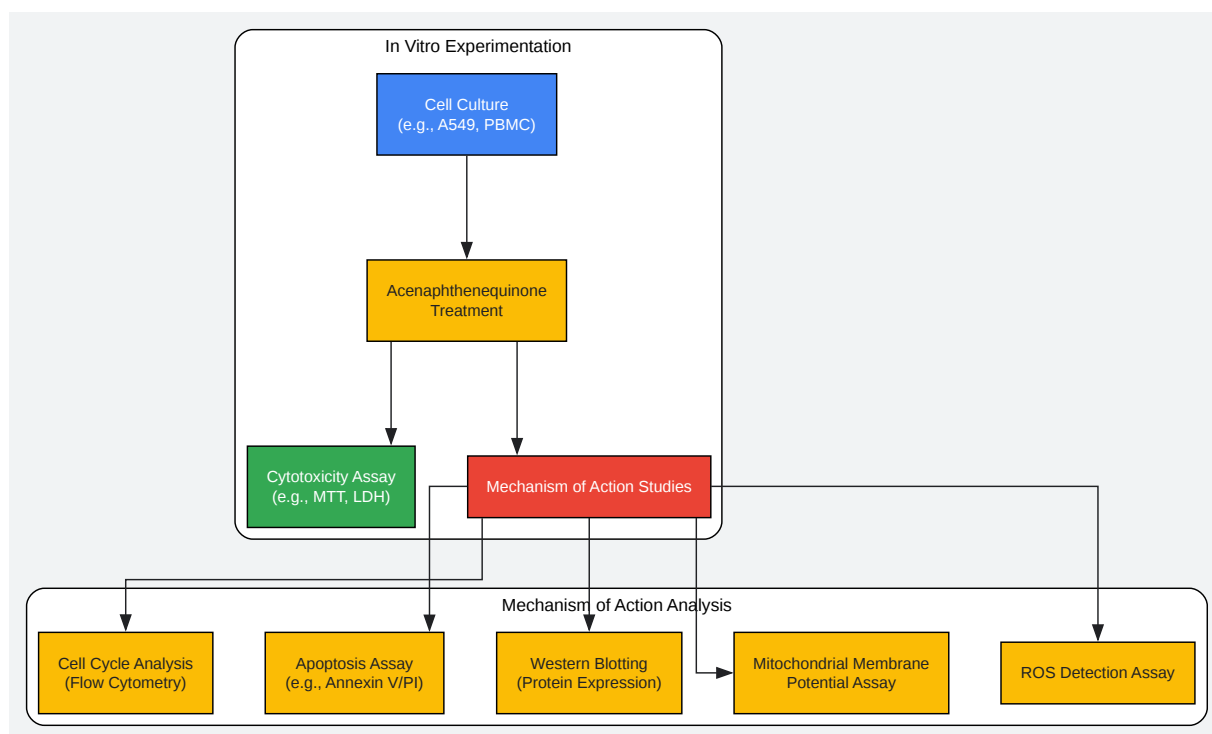 In Vitro Experimentation
Cell Culture
(e.g., A549, PBMC)
Acenaphthenequinone
Treatment
Cytotoxicity Assay
(e.g., MTT, LDH)
Mechanism of Action Studies
Mechanism of Action Analysis
Cell Cycle Analysis
(Flow Cytometry)
Apoptosis Assay
(e.g., Annexin V/PI)
Western Blotting
(Protein Expression)
Mitochondrial Membrane
Potential Assay
ROS Detection Assay